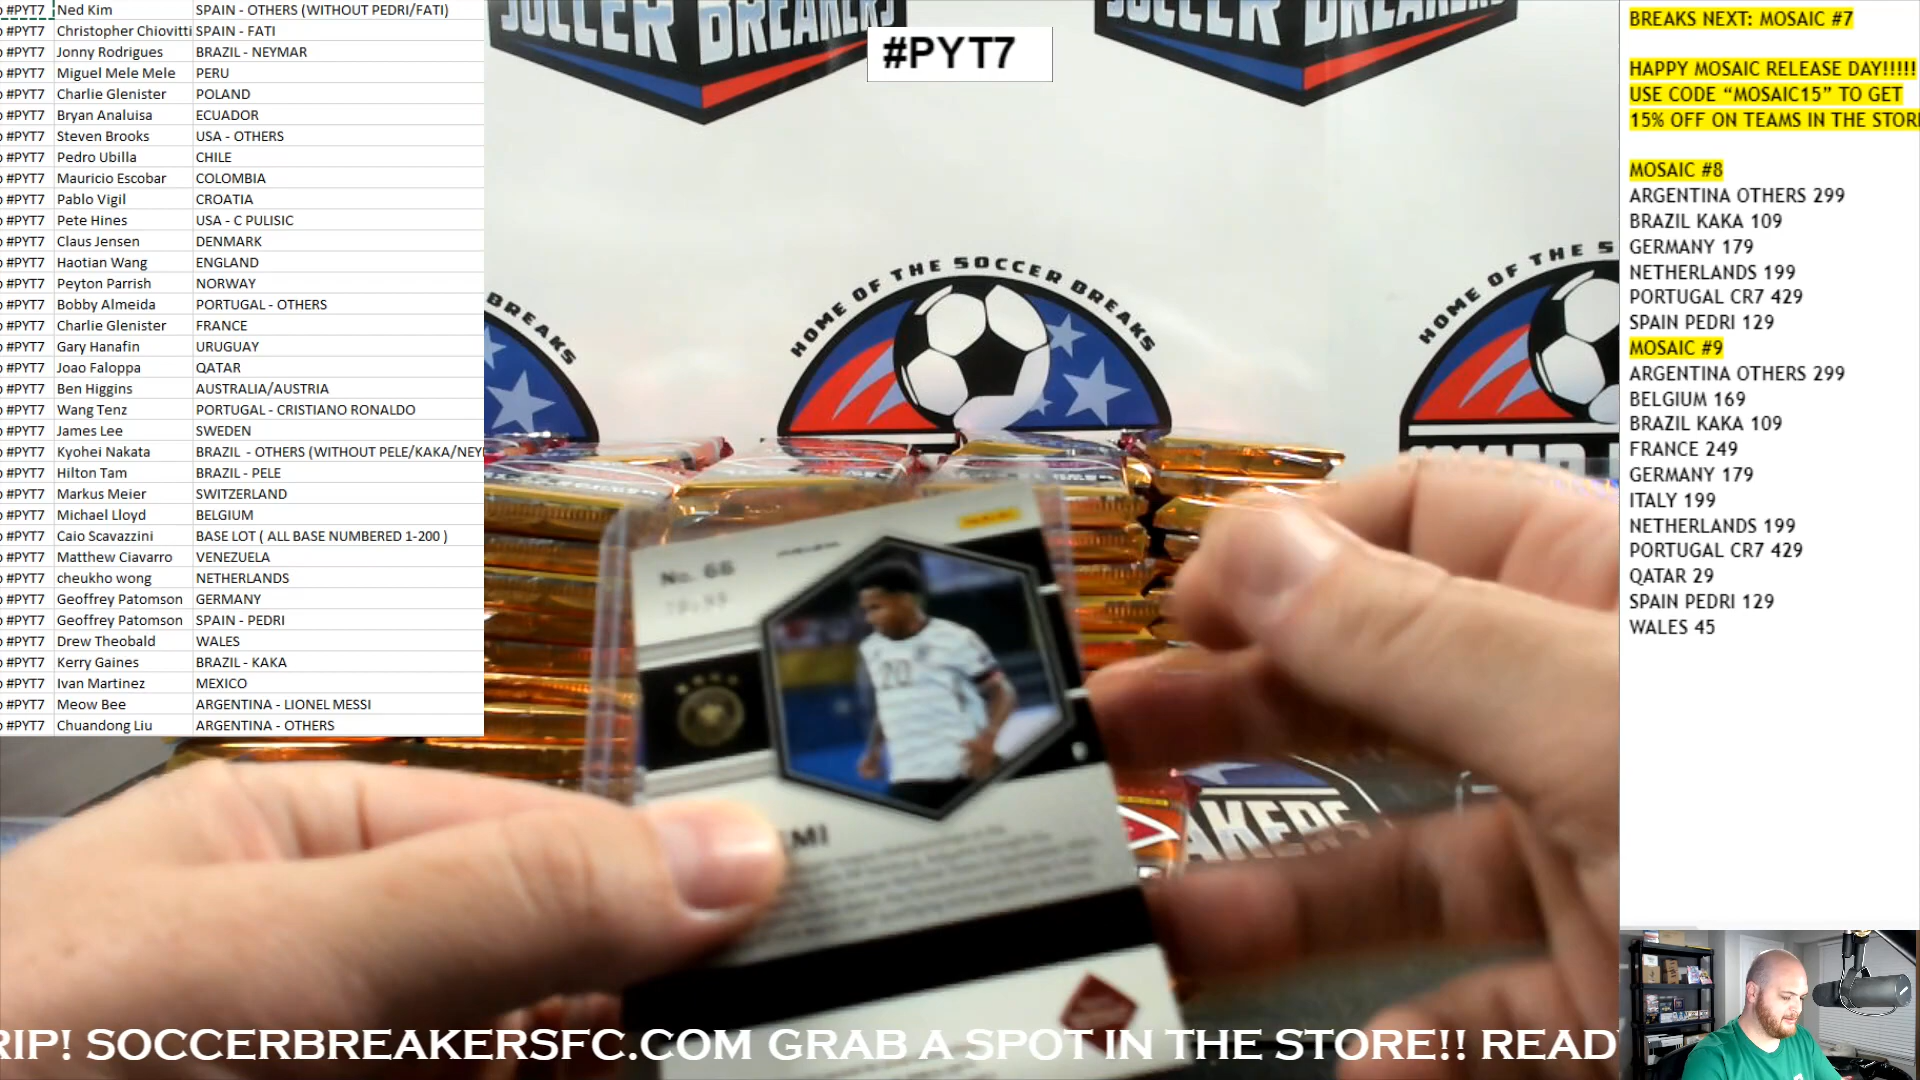 #PYT7 Ned Kim SPAIN - OTHERS (WITHOUT PEDRI/FATI)
#PYT7 Christopher Chiovitti SPAIN - FATI
#PYT7 Jonny Rodrigues BRAZIL - NEYMAR
#PYT7 Miguel Mele Mele PERU
#PYT7 Charlie Glenister POLAND
#PYT7 Bryan Analuisa ECUADOR
#PYT7 Steven Brooks USA - OTHERS
#PYT7 Pedro Ubilla CHILE
#PYT7 Mauricio Escobar COLOMBIA
#PYT7 Pablo Vigil CROATIA
#PYT7 Pete Hines USA - C PULISIC
#PYT7 Claus Jensen DENMARK
#PYT7 Haotian Wang ENGLAND
#PYT7 Peyton Parrish NORWAY
#PYT7 Bobby Almeida PORTUGAL - OTHERS
#PYT7 Charlie Glenister FRANCE
#PYT7 Gary Hanafin URUGUAY
#PYT7 Joao Faloppa QATAR
#PYT7 Ben Higgins AUSTRALIA/AUSTRIA
#PYT7 Wang Tenz PORTUGAL - CRISTIANO RONALDO
#PYT7 James Lee SWEDEN
#PYT7 Kyohei Nakata BRAZIL - OTHERS (WITHOUT PELE/KAKA/NEY
#PYT7 Hilton Tam BRAZIL - PELE
#PYT7 Markus Meier SWITZERLAND
#PYT7 Michael Lloyd BELGIUM
#PYT7 Caio Scavazzini BASE LOT ( ALL BASE NUMBERED 1-200 )
#PYT7 Matthew Ciavarro VENEZUELA
#PYT7 cheukho wong NETHERLANDS
#PYT7 Geoffrey Patomson GERMANY
#PYT7 Geoffrey Patomson SPAIN - PEDRI
#PYT7 Drew Theobald WALES
#PYT7 Kerry Gaines BRAZIL - KAKA
#PYT7 Ivan Martinez MEXICO
#PYT7 Meow Bee ARGENTINA - LIONEL MESSI
#PYT7 Chuandong Liu ARGENTINA - OTHERS
SOCCER BREAKERS
SOCCER BREAKERS
#PYT7
BREAKS
HOME OF THE SOCCER BREAKS
HOME OF THE S
No. 66
20
MI
AKERS
BREAKS NEXT: MOSAIC #7
HAPPY MOSAIC RELEASE DAY!!!!!
USE CODE “MOSAIC15” TO GET
15% OFF ON TEAMS IN THE STOR
MOSAIC #8
ARGENTINA OTHERS 299
BRAZIL KAKA 109
GERMANY 179
NETHERLANDS 199
PORTUGAL CR7 429
SPAIN PEDRI 129
MOSAIC #9
ARGENTINA OTHERS 299
BELGIUM 169
BRAZIL KAKA 109
FRANCE 249
GERMANY 179
ITALY 199
NETHERLANDS 199
PORTUGAL CR7 429
QATAR 29
SPAIN PEDRI 129
WALES 45
RIP! SOCCERBREAKERSFC.COM GRAB A SPOT IN THE STORE!! READ